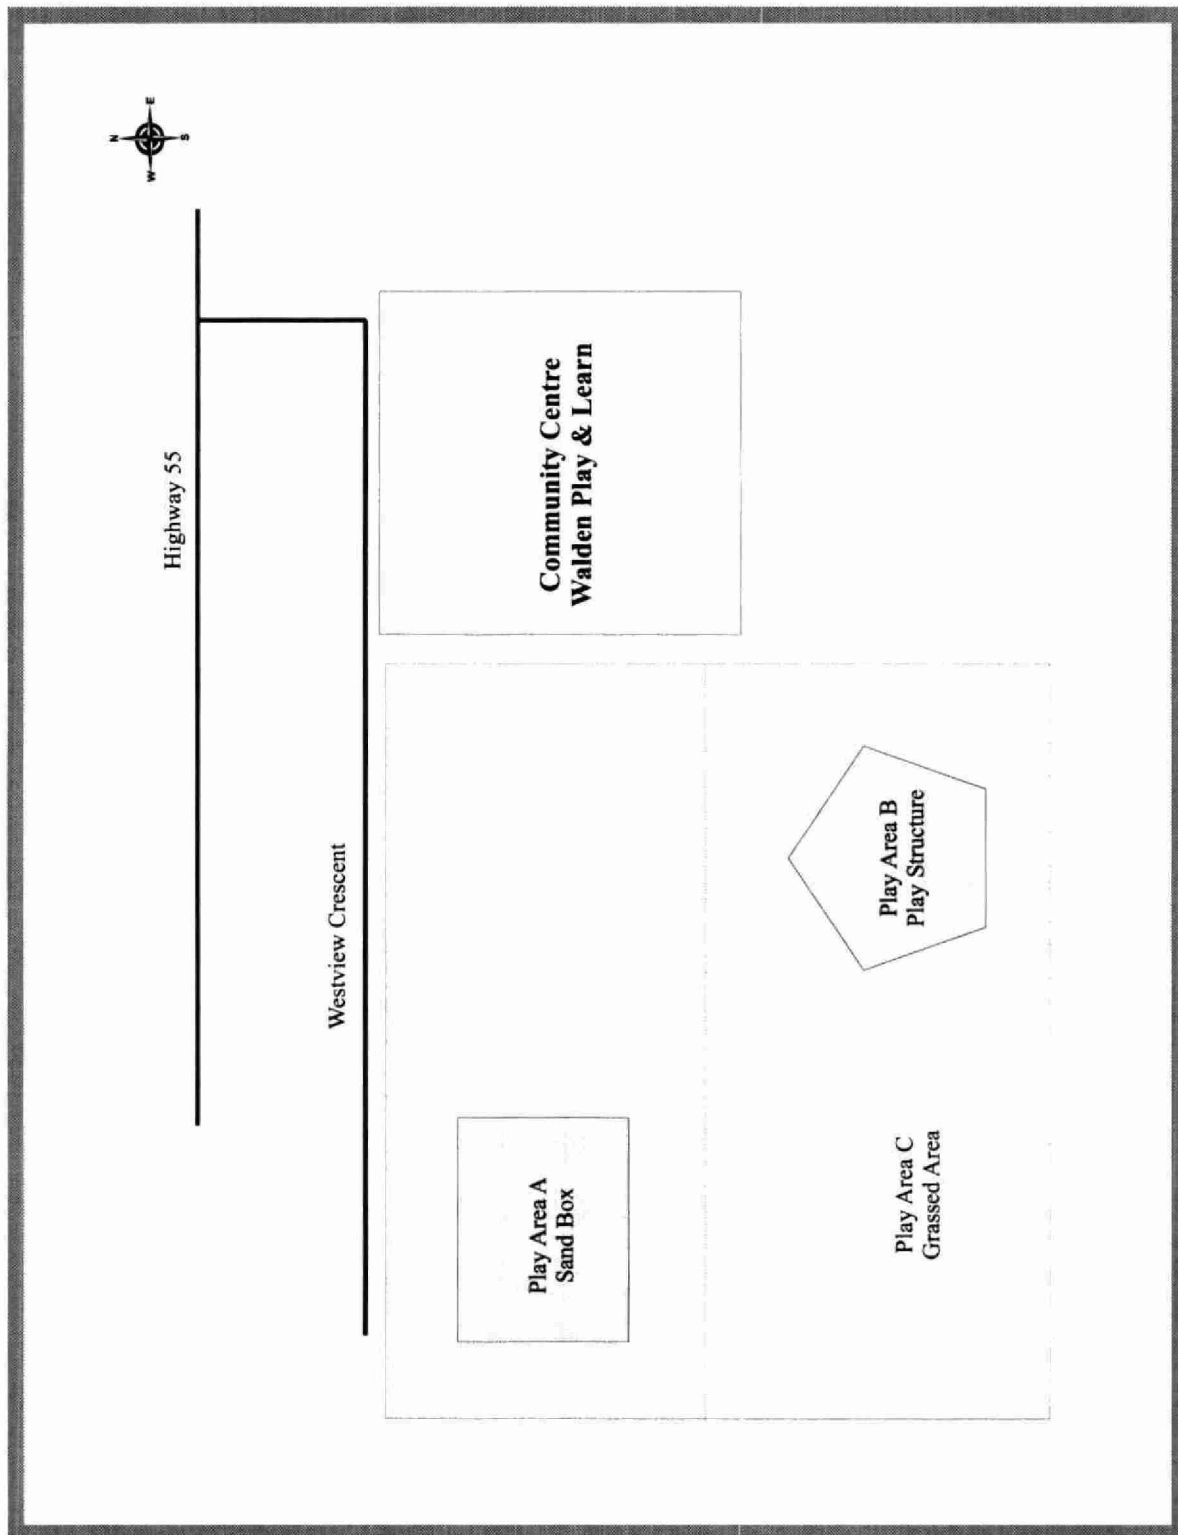 N
W E
S
Highway 55
Westview Crescent
Community Centre
Walden Play & Learn
Play Area A
Sand Box
Play Area B
Play Structure
Play Area C
Grassed Area